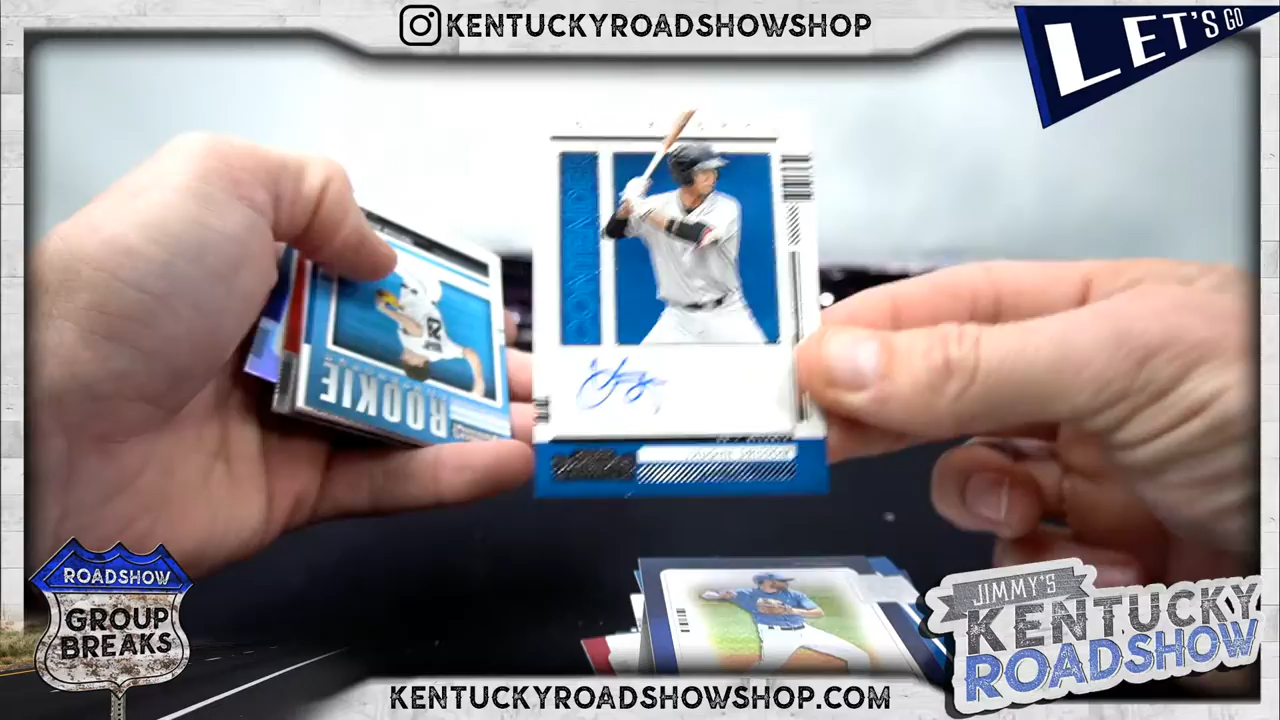 KENTUCKYROADSHOWSHOP
LET'S GO
CONTENDERS
ROOKIE
ROADSHOW
GROUP
BREAKS
JIMMY'S
KENTUCKY
ROADSHOW
KENTUCKYROADSHOWSHOP.COM